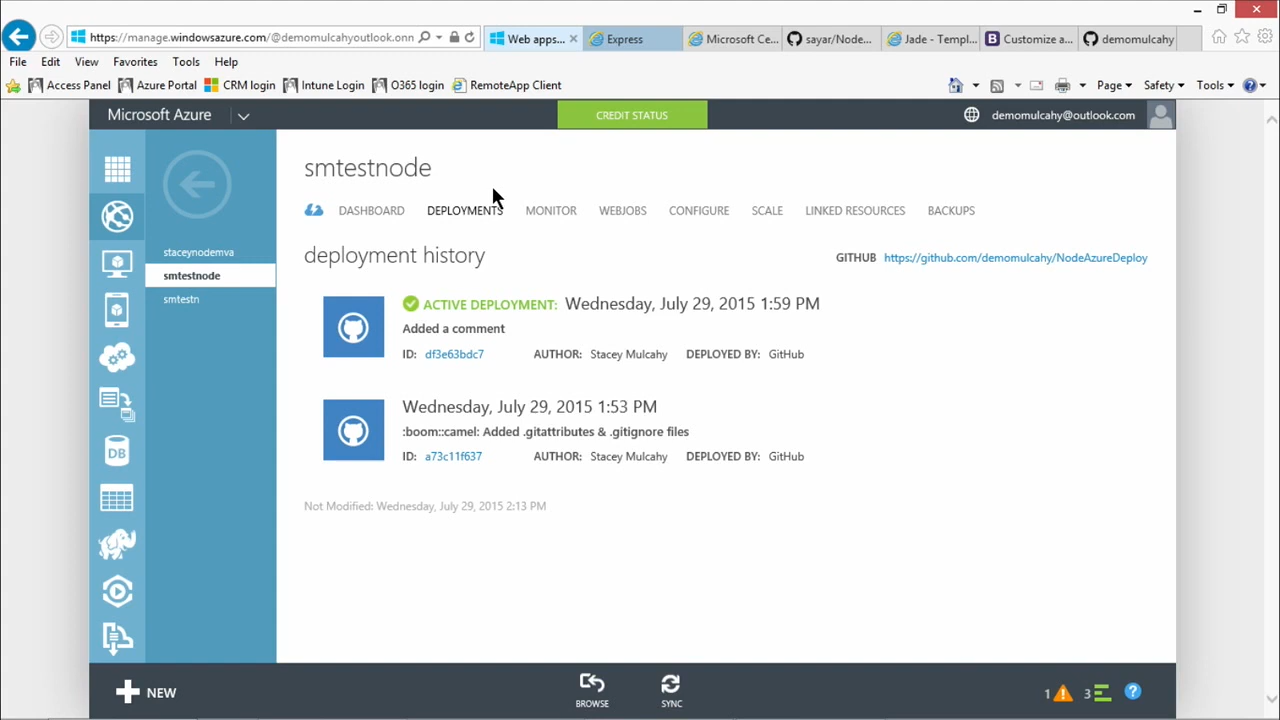 https://manage.windowsazure.com/@demomulcahyoutlook.onn
Web apps...
Express
Microsoft Ce...
sayar/Node...
Jade - Templ...
Customize a...
demomulcahy
File Edit View Favorites Tools Help
Access Panel Azure Portal CRM login Intune Login O365 login RemoteApp Client
Page Safety Tools
Microsoft Azure
CREDIT STATUS
demomulcahy@outlook.com
staceynodemva
smtestnode
smtestn
DB
smtestnode
DASHBOARD DEPLOYMENTS MONITOR WEBJOBS CONFIGURE SCALE LINKED RESOURCES BACKUPS
deployment history
GITHUB https://github.com/demomulcahy/NodeAzureDeploy
ACTIVE DEPLOYMENT: Wednesday, July 29, 2015 1:59 PM
Added a comment
ID: df3e63bdc7 AUTHOR: Stacey Mulcahy DEPLOYED BY: GitHub
Wednesday, July 29, 2015 1:53 PM
:boom::camel: Added .gitattributes & .gitignore files
ID: a73c11f637 AUTHOR: Stacey Mulcahy DEPLOYED BY: GitHub
Not Modified: Wednesday, July 29, 2015 2:13 PM
NEW
BROWSE
SYNC
1
3
?